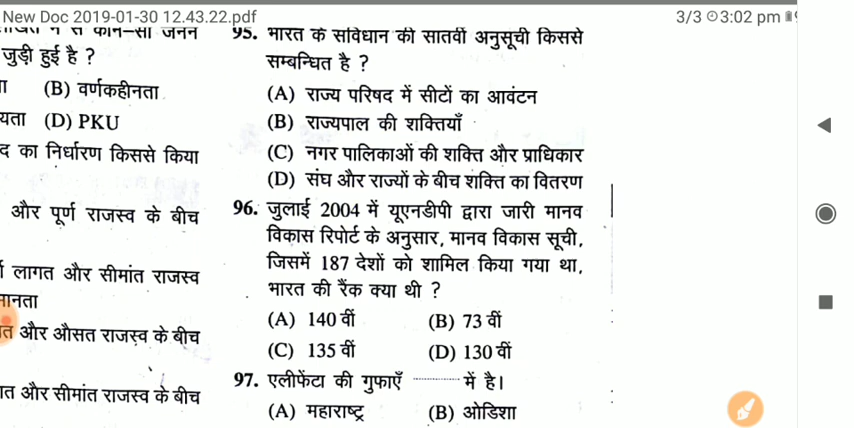 New Doc 2019-01-30 12.43.22.pdf
3/3 3:02 pm
जुड़ी हुई है ?
(B) वर्णकहीनता
यता (D) PKU
द का निर्धारण किससे किया
और पूर्ण राजस्व के बीच
लागत और सीमांत राजस्व
मानता
त और औसत राजस्व के बीच
गत और सीमांत राजस्व के बीच
95. भारत के संविधान की सातवीं अनुसूची किससे
सम्बन्धित है ?
(A) राज्य परिषद में सीटों का आवंटन
(B) राज्यपाल की शक्तियाँ
(C) नगर पालिकाओं की शक्ति और प्राधिकार
(D) संघ और राज्यों के बीच शक्ति का वितरण
96. जुलाई 2004 में यूएनडीपी द्वारा जारी मानव
विकास रिपोर्ट के अनुसार, मानव विकास सूची,
जिसमें 187 देशों को शामिल किया गया था,
भारत की रैंक क्या थी ?
(A) 140 वीं (B) 73 वीं
(C) 135 वीं (D) 130 वीं
97. एलीफेंटा की गुफाएँ ............ में है।
(A) महाराष्ट्र (B) ओडिशा